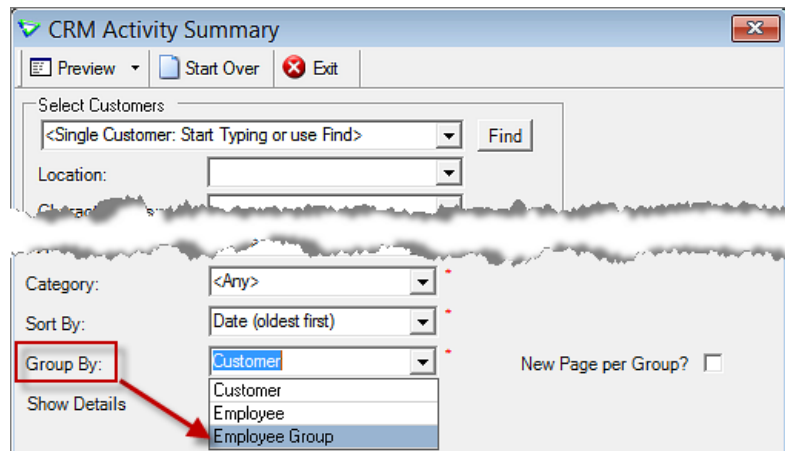 CRM Activity Summary
Preview Start Over Exit
Select Customers
<Single Customer: Start Typing or use Find> Find
Location:
Category: <Any> *
Sort By: Date (oldest first) *
Group By: Customer * New Page per Group?
Customer
Show Details
Employee
Employee Group